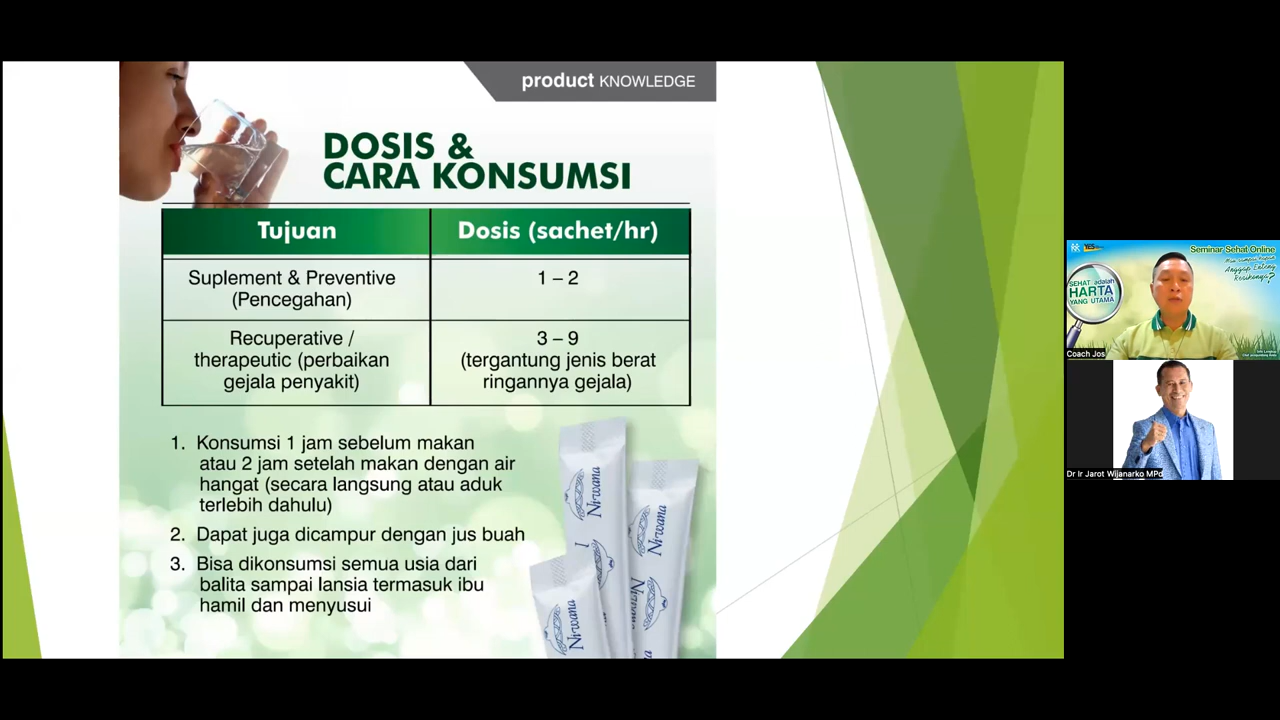 product KNOWLEDGE
DOSIS &
CARA KONSUMSI
Tujuan
Dosis (sachet/hr)
Suplement & Preventive
(Pencegahan)
1 – 2
Recuperative /
therapeutic (perbaikan
gejala penyakit)
3 – 9
(tergantung jenis berat
ringannya gejala)
1. Konsumsi 1 jam sebelum makan
atau 2 jam setelah makan dengan air
hangat (secara langsung atau aduk
terlebih dahulu)
2. Dapat juga dicampur dengan jus buah
3. Bisa dikonsumsi semua usia dari
balita sampai lansia termasuk ibu
hamil dan menyusui
Nirwana
Nirwana
Nirwana
YES
Seminar Sehat Online
Anggap Enteng
SEHAT adalah
HARTA
YANG UTAMA
Coach Jos
Dr Ir Jarot Wijanarko MPd